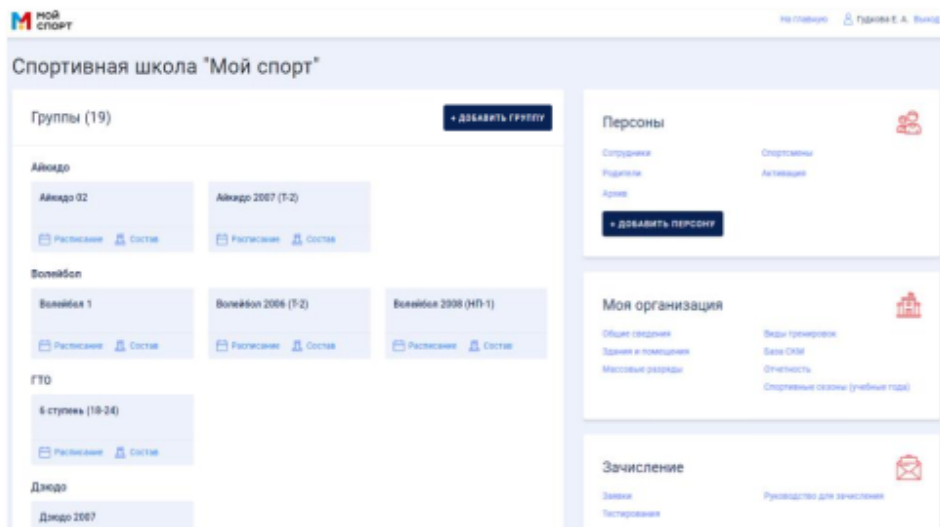 МОЙ
СПОРТ
На главную Гудкова Е. А. Выход
Спортивная школа "Мой спорт"
Группы (19)
+ ДОБАВИТЬ ГРУППУ
Айкидо
Айкидо 02
Расписание Состав
Айкидо 2007 (Т-2)
Расписание Состав
Волейбол
Волейбол 1
Расписание Состав
Волейбол 2006 (Т-2)
Расписание Состав
Волейбол 2008 (НП-1)
Расписание Состав
ГТО
6 ступень (18-24)
Расписание Состав
Дзюдо
Дзюдо 2007
Персоны
Сотрудники Спортсмены
Родители Активация
Архив
+ ДОБАВИТЬ ПЕРСОНУ
Моя организация
Общие сведения Виды тренировок
Здания и помещения База СКМ
Массовые разряды Отчетность
Спортивные сезоны (учебные года)
Зачисление
Заявки Руководство для зачисления
Тестирования